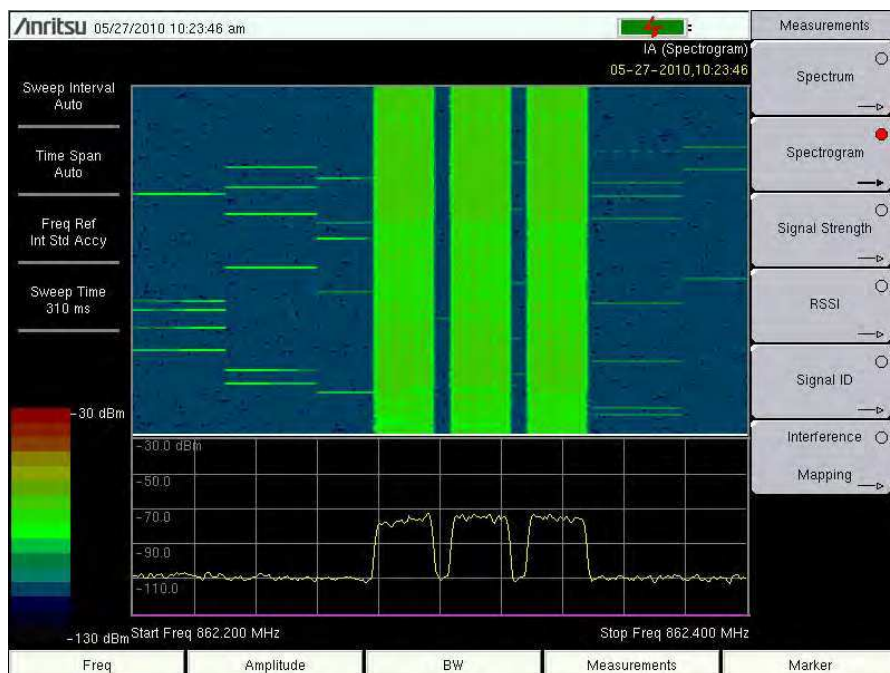 Anritsu 05/27/2010 10:23:46 am
IA (Spectrogram)
05-27-2010,10:23:46
Sweep Interval
Auto
Time Span
Auto
Freq Ref
Int Std Accy
Sweep Time
310 ms
-30 dBm
-130 dBm
-30.0 dBm
-50.0
-70.0
-90.0
-110.0
Start Freq 862.200 MHz
Stop Freq 862.400 MHz
Measurements
Spectrum
Spectrogram
Signal Strength
RSSI
Signal ID
Interference
Mapping
Freq
Amplitude
BW
Measurements
Marker